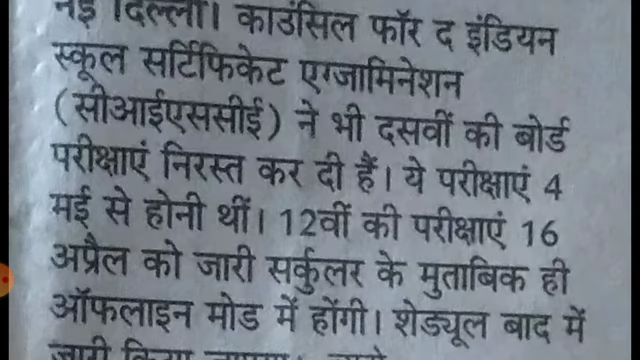 नई दिल्ली। काउंसिल फॉर द इंडियन
स्कूल सर्टिफिकेट एग्जामिनेशन
(सीआईएससीई) ने भी दसवीं की बोर्ड
परीक्षाएं निरस्त कर दी हैं। ये परीक्षाएं 4
मई से होनी थीं। 12वीं की परीक्षाएं 16
अप्रैल को जारी सर्कुलर के मुताबिक ही
ऑफलाइन मोड में होंगी। शेड्यूल बाद में
जारी किया